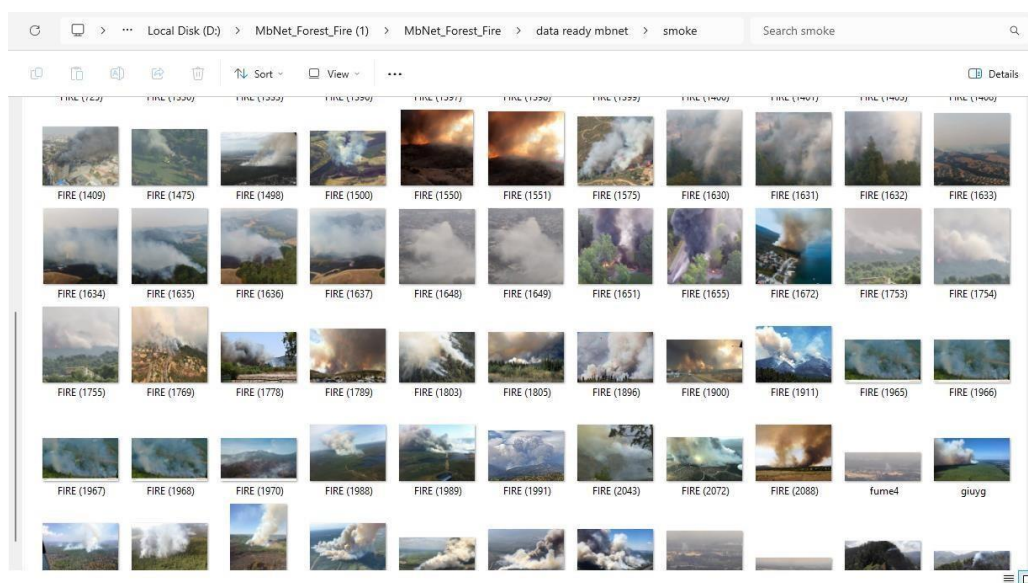 Local Disk (D:) > MbNet_Forest_Fire (1) > MbNet_Forest_Fire > data ready mbnet > smoke Search smoke
Sort View ... Details
FIRE (1409) FIRE (1475) FIRE (1498) FIRE (1500) FIRE (1550) FIRE (1551) FIRE (1575) FIRE (1630) FIRE (1631) FIRE (1632) FIRE (1633)
FIRE (1634) FIRE (1635) FIRE (1636) FIRE (1637) FIRE (1648) FIRE (1649) FIRE (1651) FIRE (1655) FIRE (1672) FIRE (1753) FIRE (1754)
FIRE (1755) FIRE (1769) FIRE (1778) FIRE (1789) FIRE (1803) FIRE (1805) FIRE (1896) FIRE (1900) FIRE (1911) FIRE (1965) FIRE (1966)
FIRE (1967) FIRE (1968) FIRE (1970) FIRE (1988) FIRE (1989) FIRE (1991) FIRE (2043) FIRE (2072) FIRE (2088) fume4 giuyg